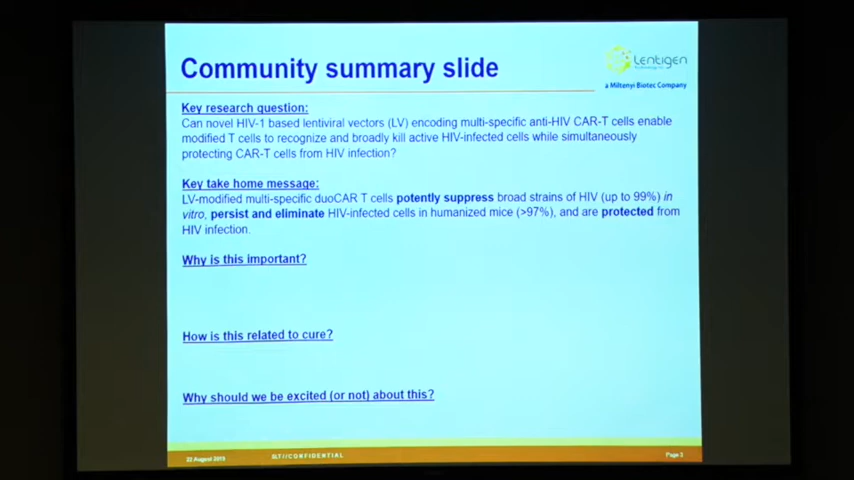 Community summary slide
Lentigen
a Miltenyi Biotec Company
Key research question:
Can novel HIV-1 based lentiviral vectors (LV) encoding multi-specific anti-HIV CAR-T cells enable
modified T cells to recognize and broadly kill active HIV-infected cells while simultaneously
protecting CAR-T cells from HIV infection?
Key take home message:
LV-modified multi-specific duoCAR T cells potently suppress broad strains of HIV (up to 99%) in
vitro, persist and eliminate HIV-infected cells in humanized mice (>97%), and are protected from
HIV infection.
Why is this important?
How is this related to cure?
Why should we be excited (or not) about this?
22 August 2019
//CONFIDENTIAL
Page 3